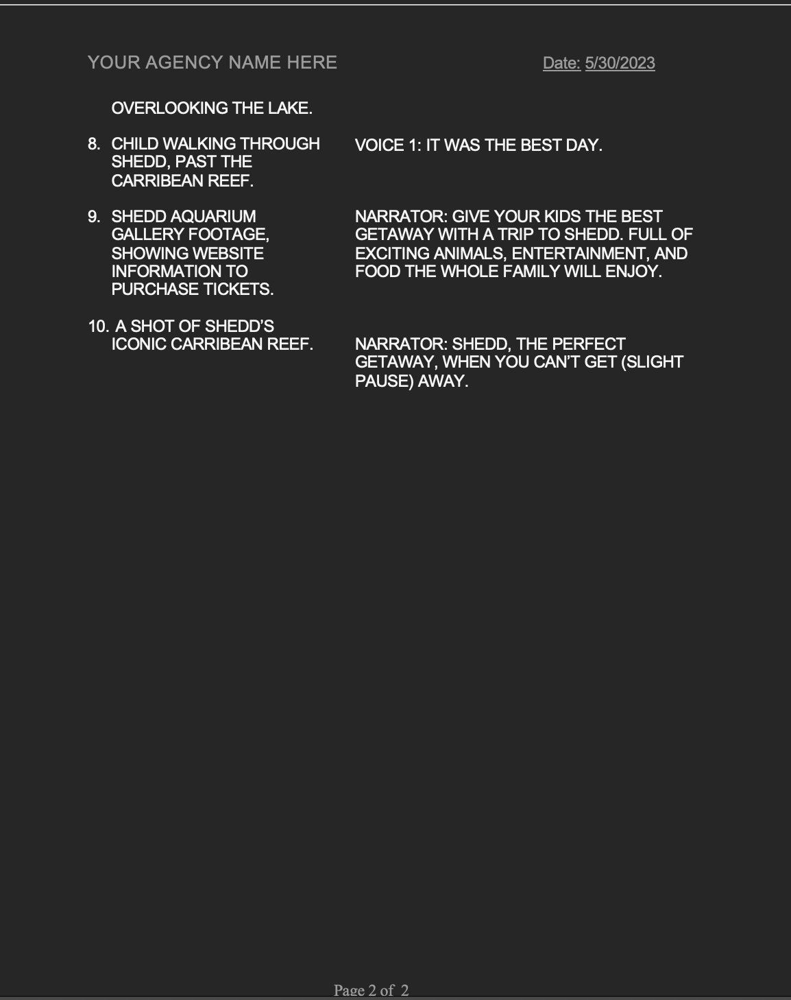 YOUR AGENCY NAME HERE Date: 5/30/2023
OVERLOOKING THE LAKE.
8. CHILD WALKING THROUGH
SHEDD, PAST THE
CARRIBEAN REEF.
VOICE 1: IT WAS THE BEST DAY.
9. SHEDD AQUARIUM
GALLERY FOOTAGE,
SHOWING WEBSITE
INFORMATION TO
PURCHASE TICKETS.
NARRATOR: GIVE YOUR KIDS THE BEST
GETAWAY WITH A TRIP TO SHEDD. FULL OF
EXCITING ANIMALS, ENTERTAINMENT, AND
FOOD THE WHOLE FAMILY WILL ENJOY.
10. A SHOT OF SHEDD’S
ICONIC CARRIBEAN REEF.
NARRATOR: SHEDD, THE PERFECT
GETAWAY, WHEN YOU CAN’T GET (SLIGHT
PAUSE) AWAY.
Page 2 of 2